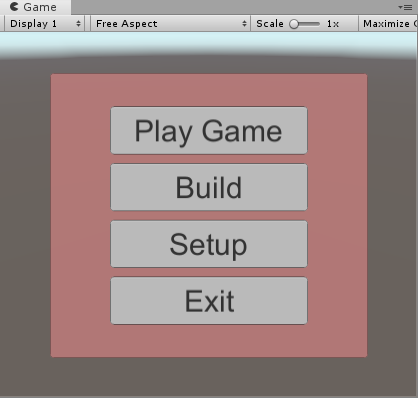 Game
Display 1 Free Aspect Scale 1x Maximize
Play Game
Build
Setup
Exit